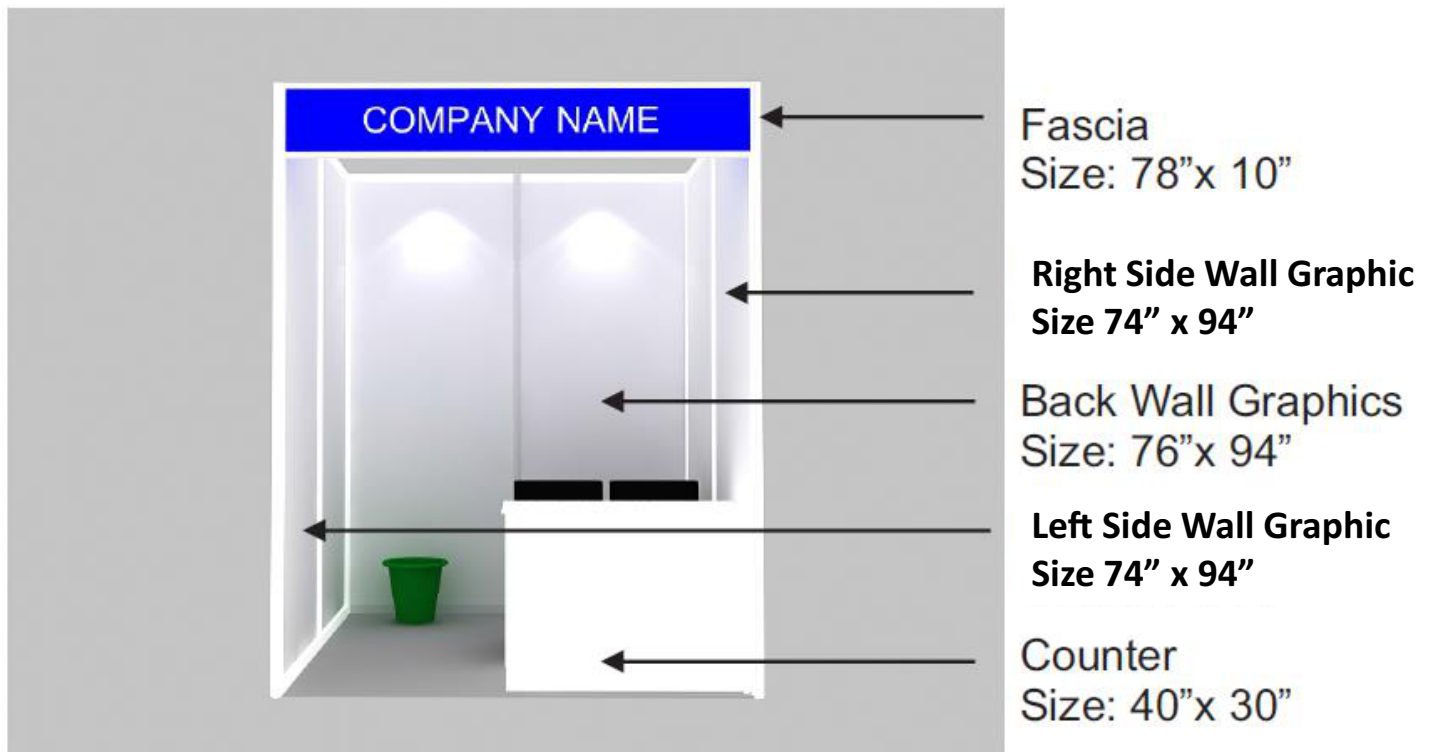 COMPANY NAME
Fascia
Size: 78”x 10”
Right Side Wall Graphic
Size 74” x 94”
Back Wall Graphics
Size: 76”x 94”
Left Side Wall Graphic
Size 74” x 94”
Counter
Size: 40”x 30”